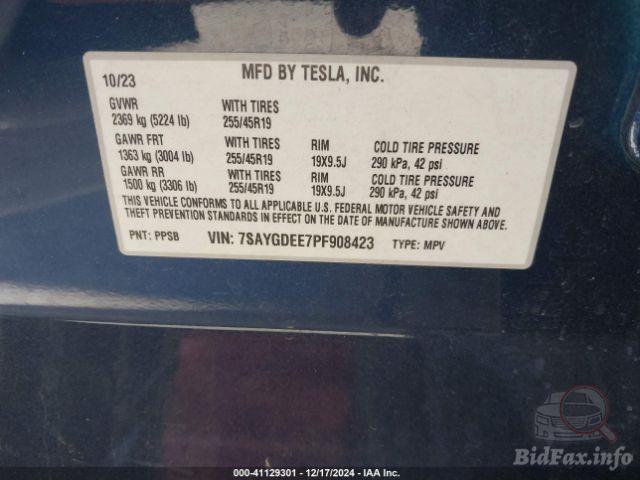 MFD BY TESLA, INC.
10/23
GVWR WITH TIRES
2369 kg (5224 lb) 255/45R19
GAWR FRT WITH TIRES RIM COLD TIRE PRESSURE
1363 kg (3004 lb) 255/45R19 19X9.5J 290 kPa, 42 psi
GAWR RR WITH TIRES RIM COLD TIRE PRESSURE
1500 kg (3306 lb) 255/45R19 19X9.5J 290 kPa, 42 psi
THIS VEHICLE CONFORMS TO ALL APPLICABLE U.S. FEDERAL MOTOR VEHICLE SAFETY AND
THEFT PREVENTION STANDARDS IN EFFECT ON THE DATE OF MANUFACTURE SHOWN ABOVE.
PNT: PPSB VIN: 7SAYGDEE7PF908423 TYPE: MPV
BidFax.info
000-41129301 - 12/17/2024 - IAA Inc.